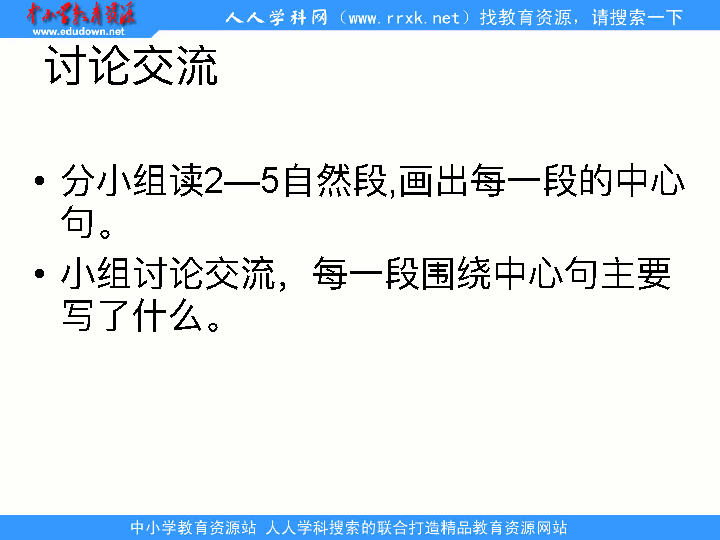 中小学教育资源
www.edudown.net
人人学科网（www.rrxk.net）找教育资源，请搜索一下
讨论交流
• 分小组读2—5自然段,画出每一段的中心
句。
• 小组讨论交流，每一段围绕中心句主要
写了什么。
中小学教育资源站 人人学科搜索的联合打造精品教育资源网站